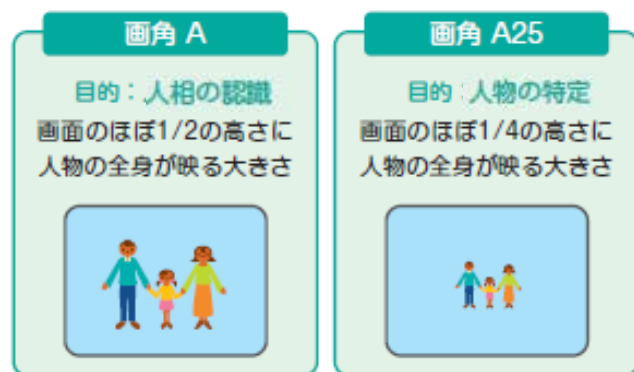 画角 A
目的：人相の認識
画面のほぼ1/2の高さに
人物の全身が映る大きさ
画角 A25
目的：人物の特定
画面のほぼ1/4の高さに
人物の全身が映る大きさ